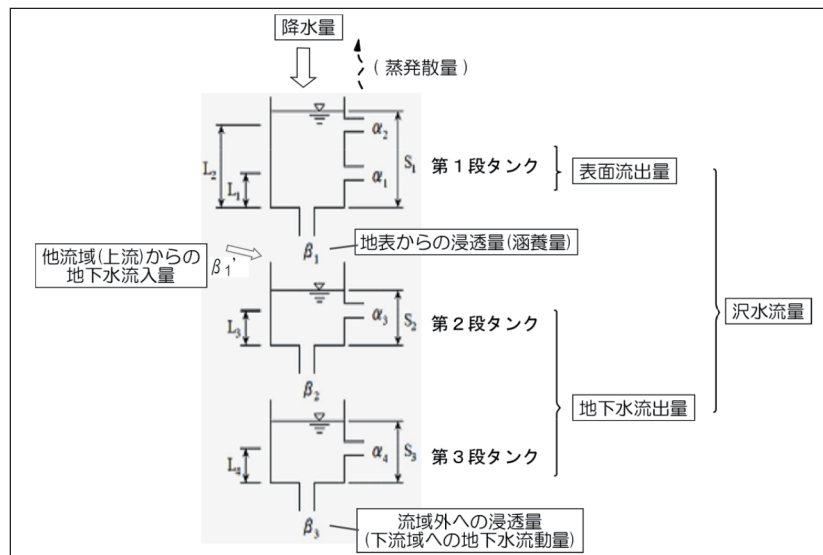 降水量
(蒸発散量)
α₂
L₂
S₁
第1段タンク
表面流出量
L₁
α₁
β₁
地表からの浸透量(涵養量)
他流域(上流)からの
地下水流入量
β₁'
沢水流量
L₃
α₃
S₂
第2段タンク
β₂
地下水流出量
L₄
α₄
S₃
第3段タンク
β₃
流域外への浸透量
(下流域への地下水流動量)